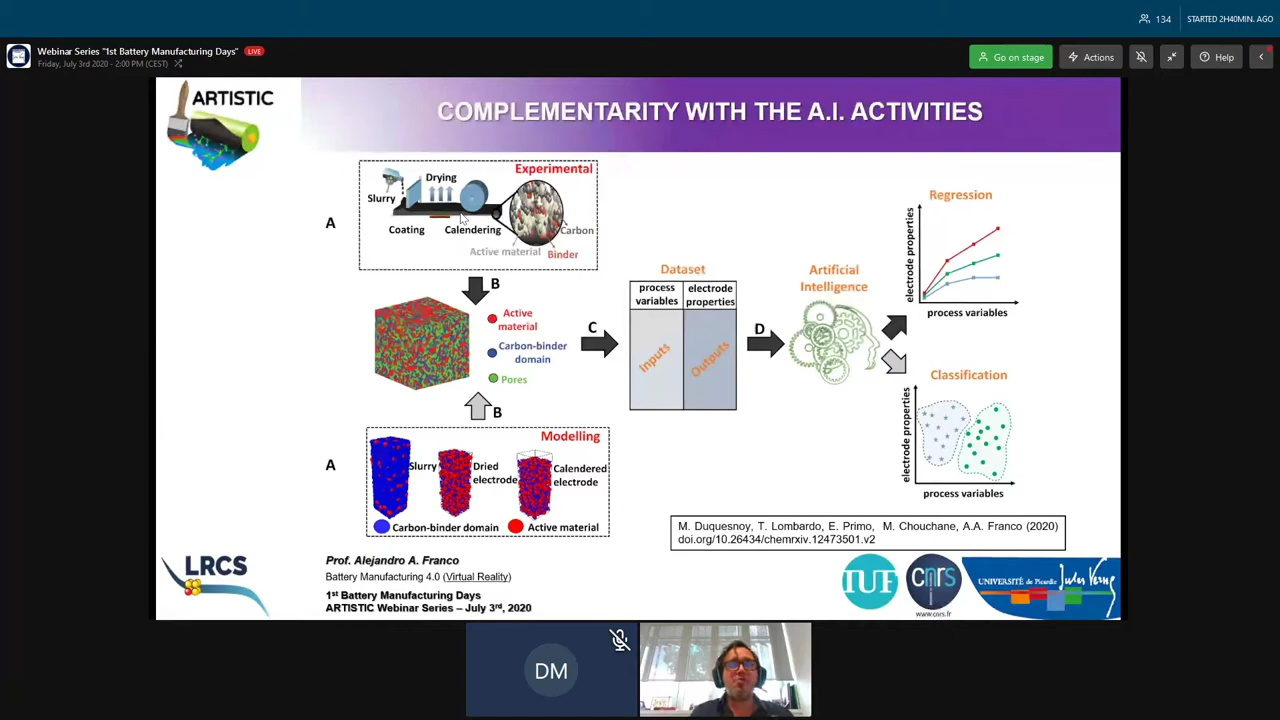 134
STARTED 2H40MIN. AGO
Webinar Series "1st Battery Manufacturing Days" LIVE
Friday, July 3rd 2020 - 2:00 PM (CEST)
Go on stage
Actions
Help
ARTISTIC
COMPLEMENTARITY WITH THE A.I. ACTIVITIES
A
Experimental
Drying
Slurry
Coating
Calendering
Carbon
Active material
Binder
B
Active
material
Carbon-binder
domain
Pores
B
C
Dataset
process
variables
electrode
properties
Inputs
Outputs
D
Artificial
Intelligence
Regression
electrode properties
process variables
Classification
electrode properties
process variables
A
Modelling
Slurry
Dried
electrode
Calendered
electrode
Carbon-binder domain
Active material
M. Duquesnoy, T. Lombardo, E. Primo, M. Chouchane, A.A. Franco (2020)
doi.org/10.26434/chemrxiv.12473501.v2
LRCS
Prof. Alejandro A. Franco
Battery Manufacturing 4.0 (Virtual Reality)
1st Battery Manufacturing Days
ARTISTIC Webinar Series – July 3rd, 2020
IUF
cnrs
www.cnrs.fr
UNIVERSITÉ de Picardie
Jules Verne
DM